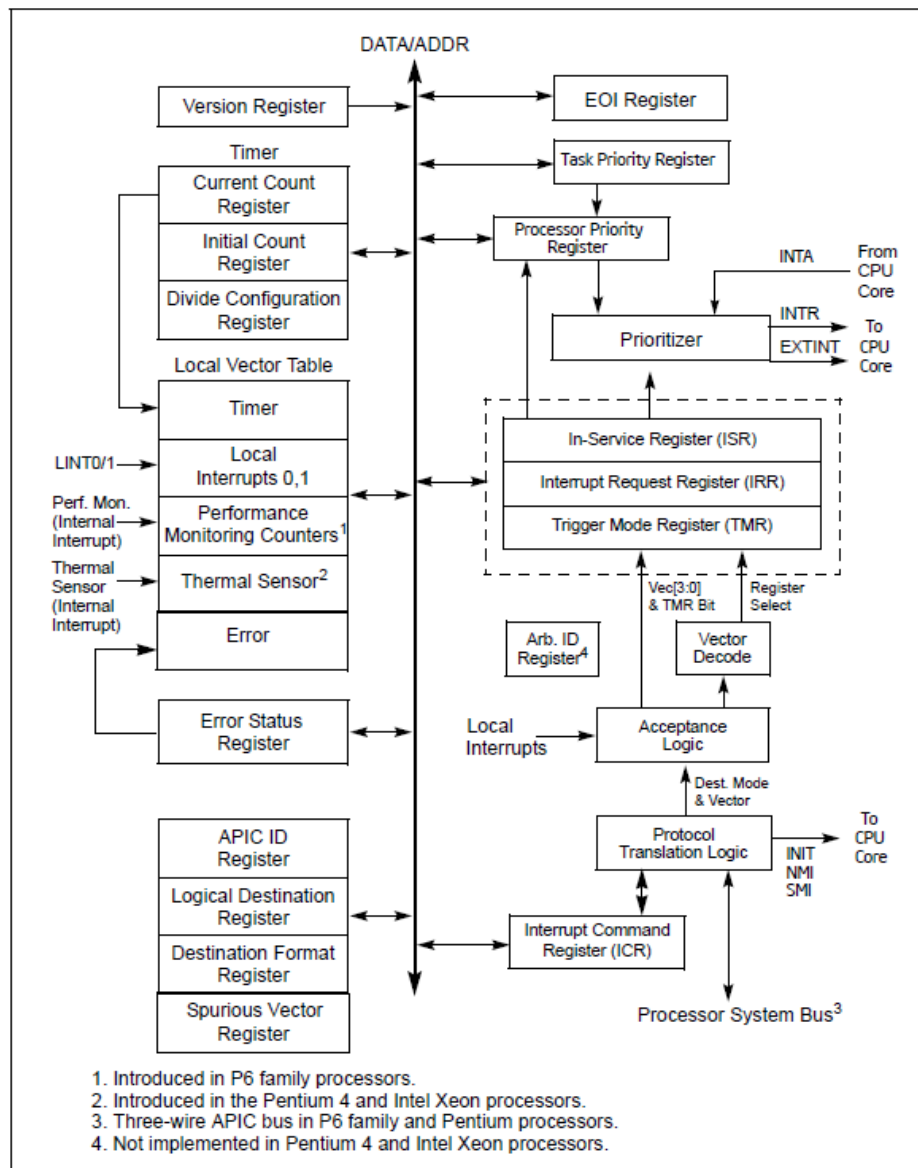 DATA/ADDR
Version Register
EOI Register
Timer
Current Count
Register
Initial Count
Register
Divide Configuration
Register
Task Priority Register
Processor Priority
Register
INTA
From
CPU
Core
Prioritizer
INTR
EXTINT
To
CPU
Core
Local Vector Table
Timer
Local
Interrupts 0,1
Performance
Monitoring Counters1
Thermal Sensor2
Error
LINT0/1
Perf. Mon.
(Internal
Interrupt)
Thermal
Sensor
(Internal
Interrupt)
In-Service Register (ISR)
Interrupt Request Register (IRR)
Trigger Mode Register (TMR)
Vec[3:0]
& TMR Bit
Register
Select
Arb. ID
Register4
Vector
Decode
Error Status
Register
Local
Interrupts
Acceptance
Logic
Dest. Mode
& Vector
Protocol
Translation Logic
INIT
NMI
SMI
To
CPU
Core
APIC ID
Register
Logical Destination
Register
Destination Format
Register
Spurious Vector
Register
Interrupt Command
Register (ICR)
Processor System Bus3
1. Introduced in P6 family processors.
2. Introduced in the Pentium 4 and Intel Xeon processors.
3. Three-wire APIC bus in P6 family and Pentium processors.
4. Not implemented in Pentium 4 and Intel Xeon processors.